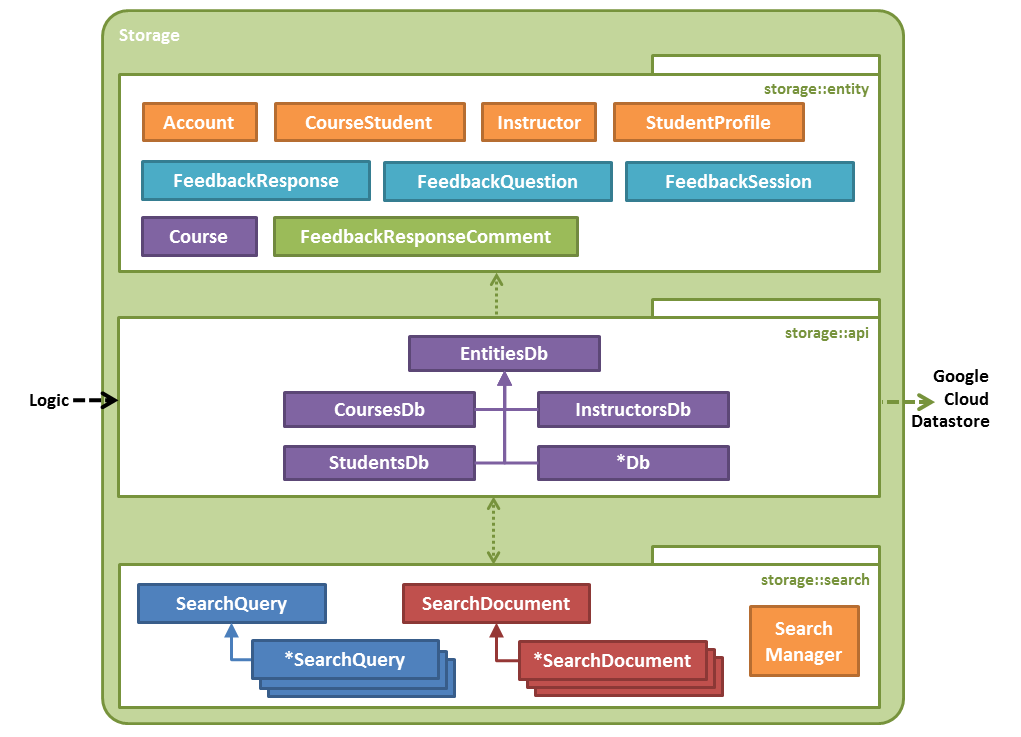 Storage
storage::entity
Account
CourseStudent
Instructor
StudentProfile
FeedbackResponse
FeedbackQuestion
FeedbackSession
Course
FeedbackResponseComment
storage::api
EntitiesDb
Logic
CoursesDb
InstructorsDb
StudentsDb
*Db
Google
Cloud
Datastore
storage::search
SearchQuery
SearchDocument
*SearchQuery
*SearchDocument
Search
Manager